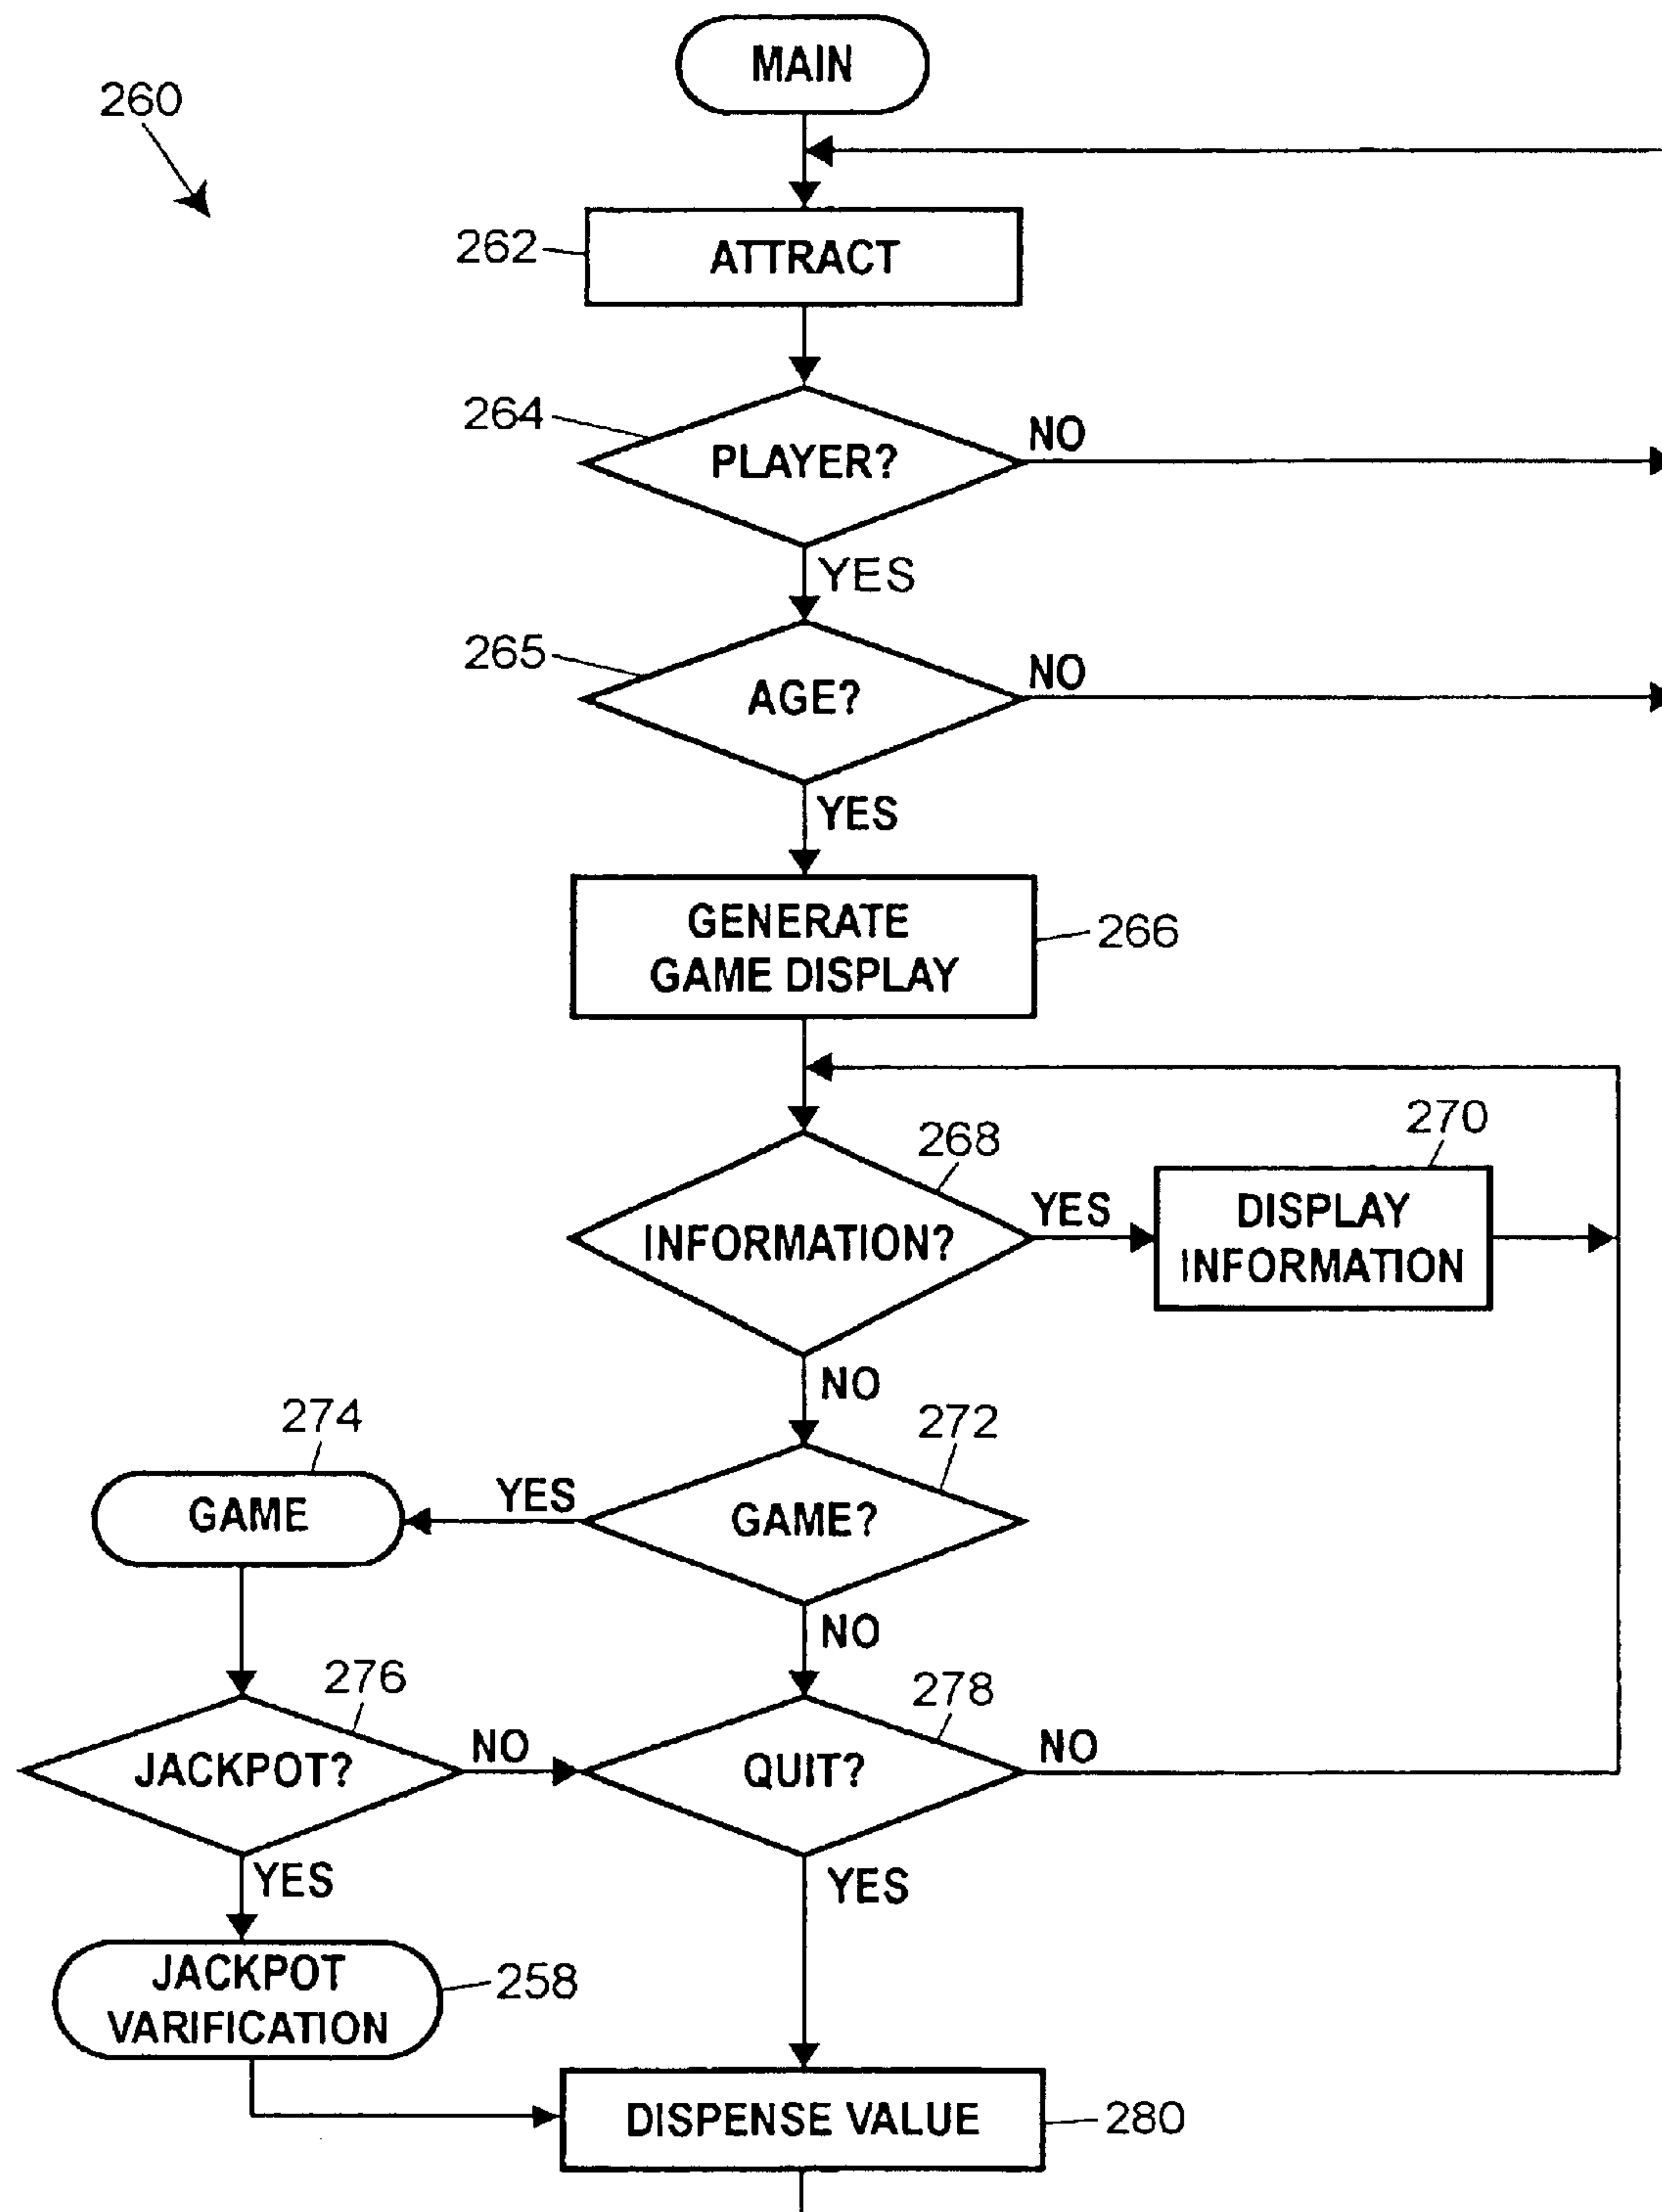 MAIN
260
262
ATTRACT
264
PLAYER?
NO
YES
265
AGE?
NO
YES
GENERATE
GAME DISPLAY
266
268
INFORMATION?
YES
270
DISPLAY
INFORMATION
NO
274
GAME
YES
272
GAME?
NO
276
JACKPOT?
NO
278
QUIT?
NO
YES
JACKPOT
VARIFICATION
258
YES
DISPENSE VALUE
280